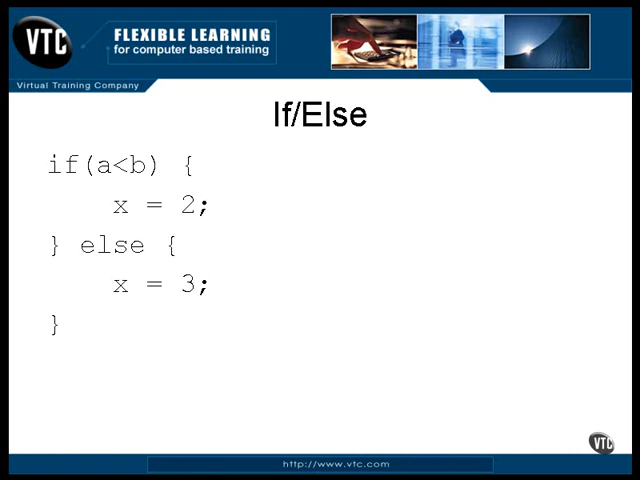 VTC
FLEXIBLE LEARNING
for computer based training
Virtual Training Company
If/Else
if(a<b) {
    x = 2;
} else {
    x = 3;
}
VTC
http://www.vtc.com